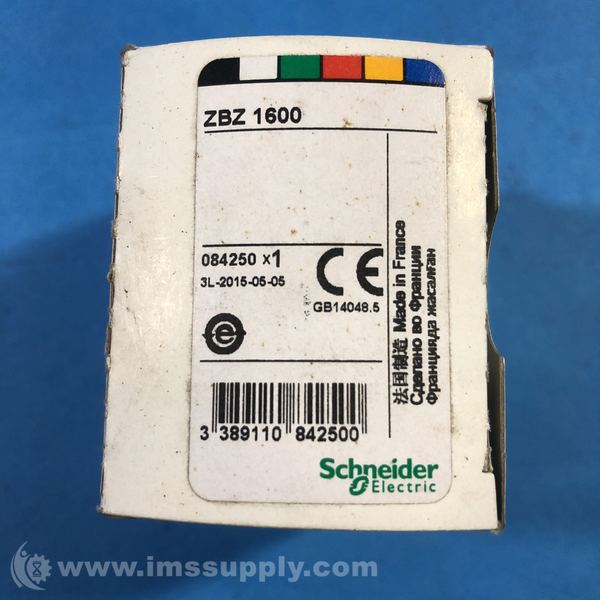 ZBZ 1600
084250 x1
3L-2015-05-05
CE
GB14048.5
法国制造 Made in France
Сделано во Франции
Францияда жасалған
3 389110 842500
Schneider
Electric
www.imssupply.com